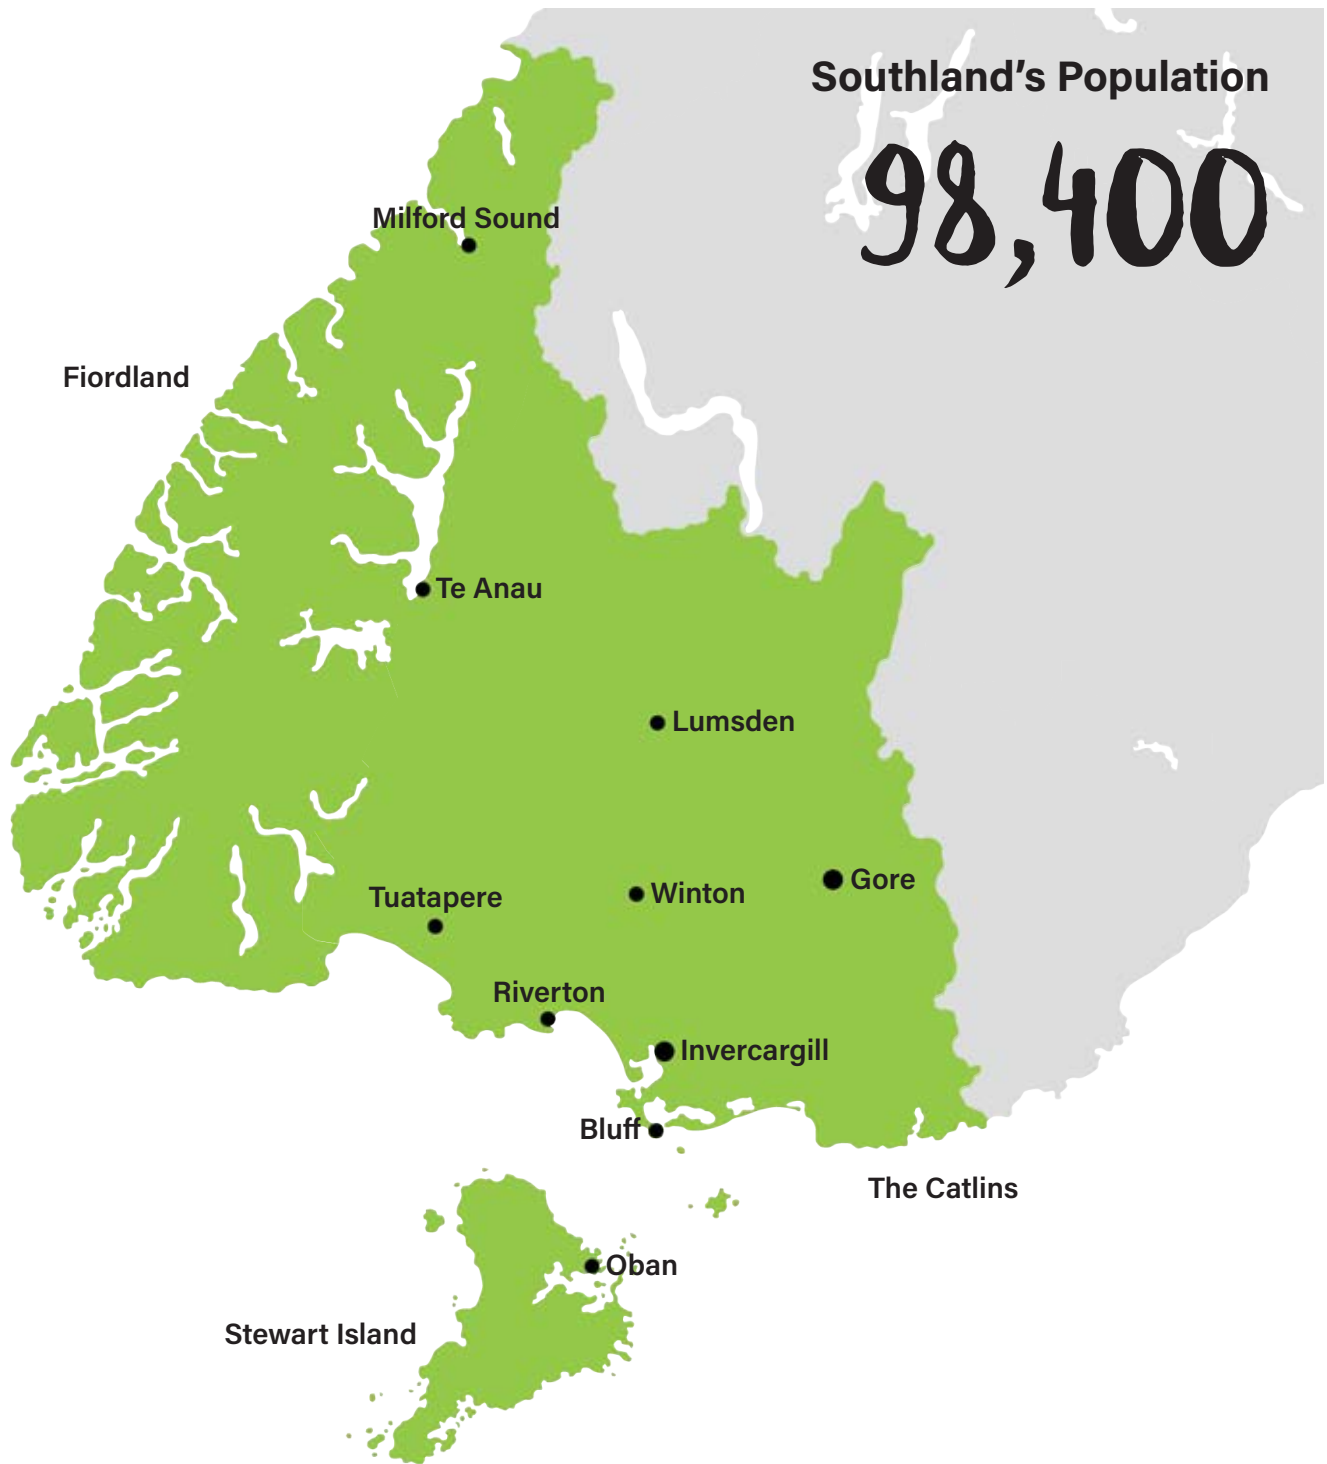 Southland’s Population
98,400
Milford Sound
Fiordland
Te Anau
Lumsden
Gore
Winton
Tuatapere
Riverton
Invercargill
Bluff
The Catlins
Oban
Stewart Island